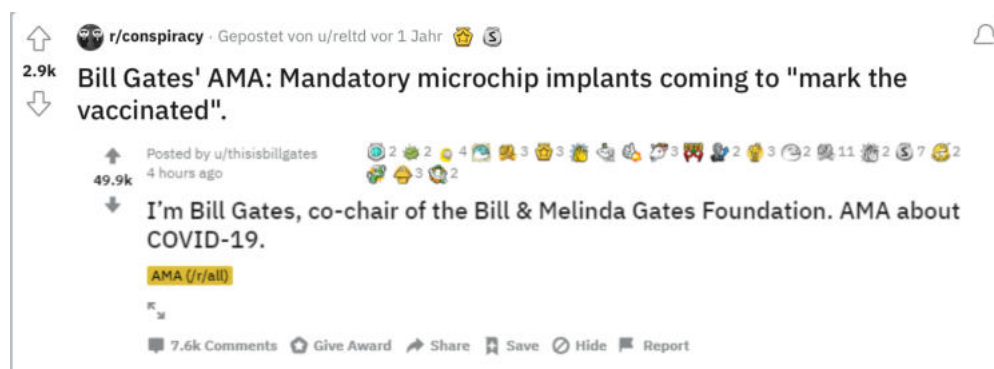 r/conspiracy · Gepostet von u/reltd vor 1 Jahr S
2.9k
Bill Gates' AMA: Mandatory microchip implants coming to "mark the
vaccinated".
Posted by u/thisisbillgates 2 2 4 3 3 3 2 3 2 11 2 S 7 2
4 hours ago 3 2
49.9k
I'm Bill Gates, co-chair of the Bill & Melinda Gates Foundation. AMA about
COVID-19.
AMA (/r/all)
7.6k Comments Give Award Share Save Hide Report